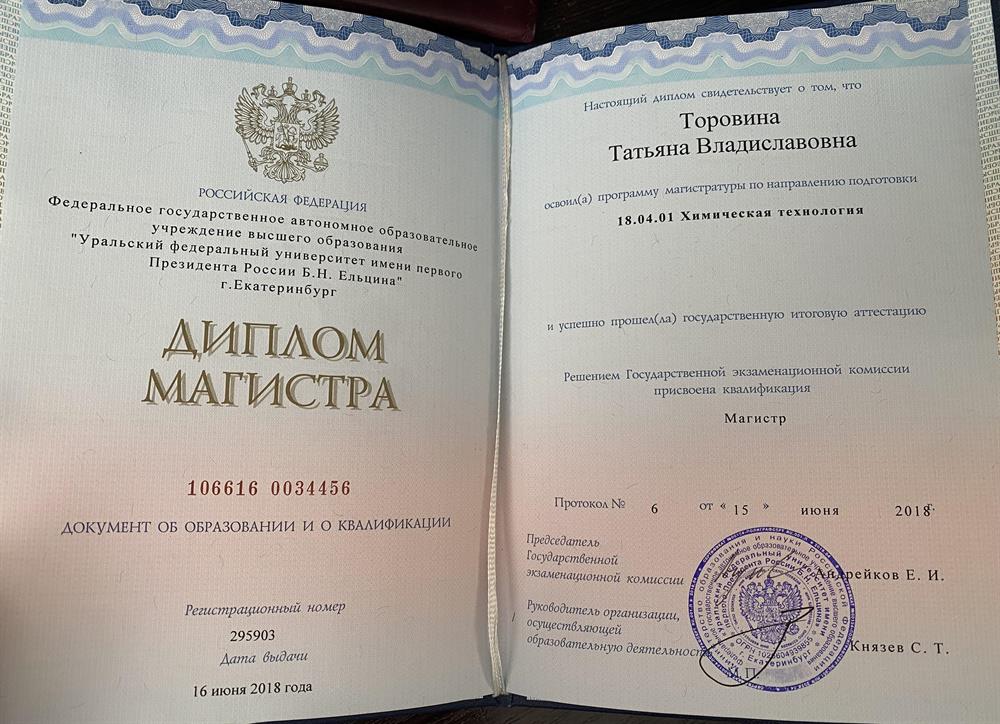 РОССИЙСКАЯ ФЕДЕРАЦИЯ
Федеральное государственное автономное образовательное
учреждение высшего образования
"Уральский федеральный университет имени первого
Президента России Б.Н. Ельцина"
г.Екатеринбург
ДИПЛОМ
МАГИСТРА
106616 0034456
ДОКУМЕНТ ОБ ОБРАЗОВАНИИ И О КВАЛИФИКАЦИИ
Регистрационный номер
295903
Дата выдачи
16 июня 2018 года
Настоящий диплом свидетельствует о том, что
Торовина
Татьяна Владиславовна
освоил(а) программу магистратуры по направлению подготовки
18.04.01 Химическая технология
и успешно прошел(ла) государственную итоговую аттестацию
Решением Государственной экзаменационной комиссии
присвоена квалификация
Магистр
Протокол № 6 от « 15 » июня 2018 г.
Председатель
Государственной
экзаменационной комиссии
Андрейков Е. И.
Руководитель организации,
осуществляющей
образовательную деятельность
Князев С. Т.
М.П.